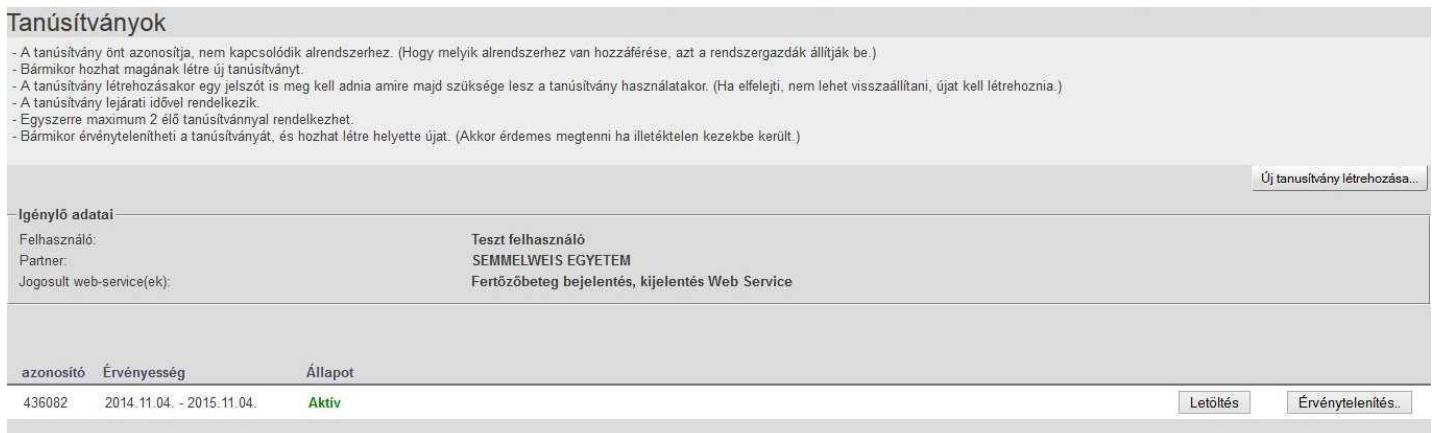 Tanúsítványok
- A tanúsítvány önt azonosítja, nem kapcsolódik alrendszerhez. (Hogy melyik alrendszerhez van hozzáférése, azt a rendszergazdák állítják be.)
- Bármikor hozhat magának létre új tanúsítványt.
- A tanúsítvány létrehozásakor egy jelszót is meg kell adnia amire majd szüksége lesz a tanúsítvány használatakor. (Ha elfelejti, nem lehet visszaállítani, újat kell létrehoznia.)
- A tanúsítvány lejárati idővel rendelkezik.
- Egyszerre maximum 2 élő tanúsítvánnyal rendelkezhet.
- Bármikor érvénytelenítheti a tanúsítványát, és hozhat létre helyette újat. (Akkor érdemes megtenni ha illetéktelen kezekbe került.)
Új tanusítvány létrehozása...
Igénylő adatai
Felhasználó: Teszt felhasználó
Partner: SEMMELWEIS EGYETEM
Jogosult web-service(ek): Fertőzőbeteg bejelentés, kijelentés Web Service
azonosító Érvényesség Állapot
436082 2014.11.04. - 2015.11.04. Aktív Letöltés Érvénytelenítés..